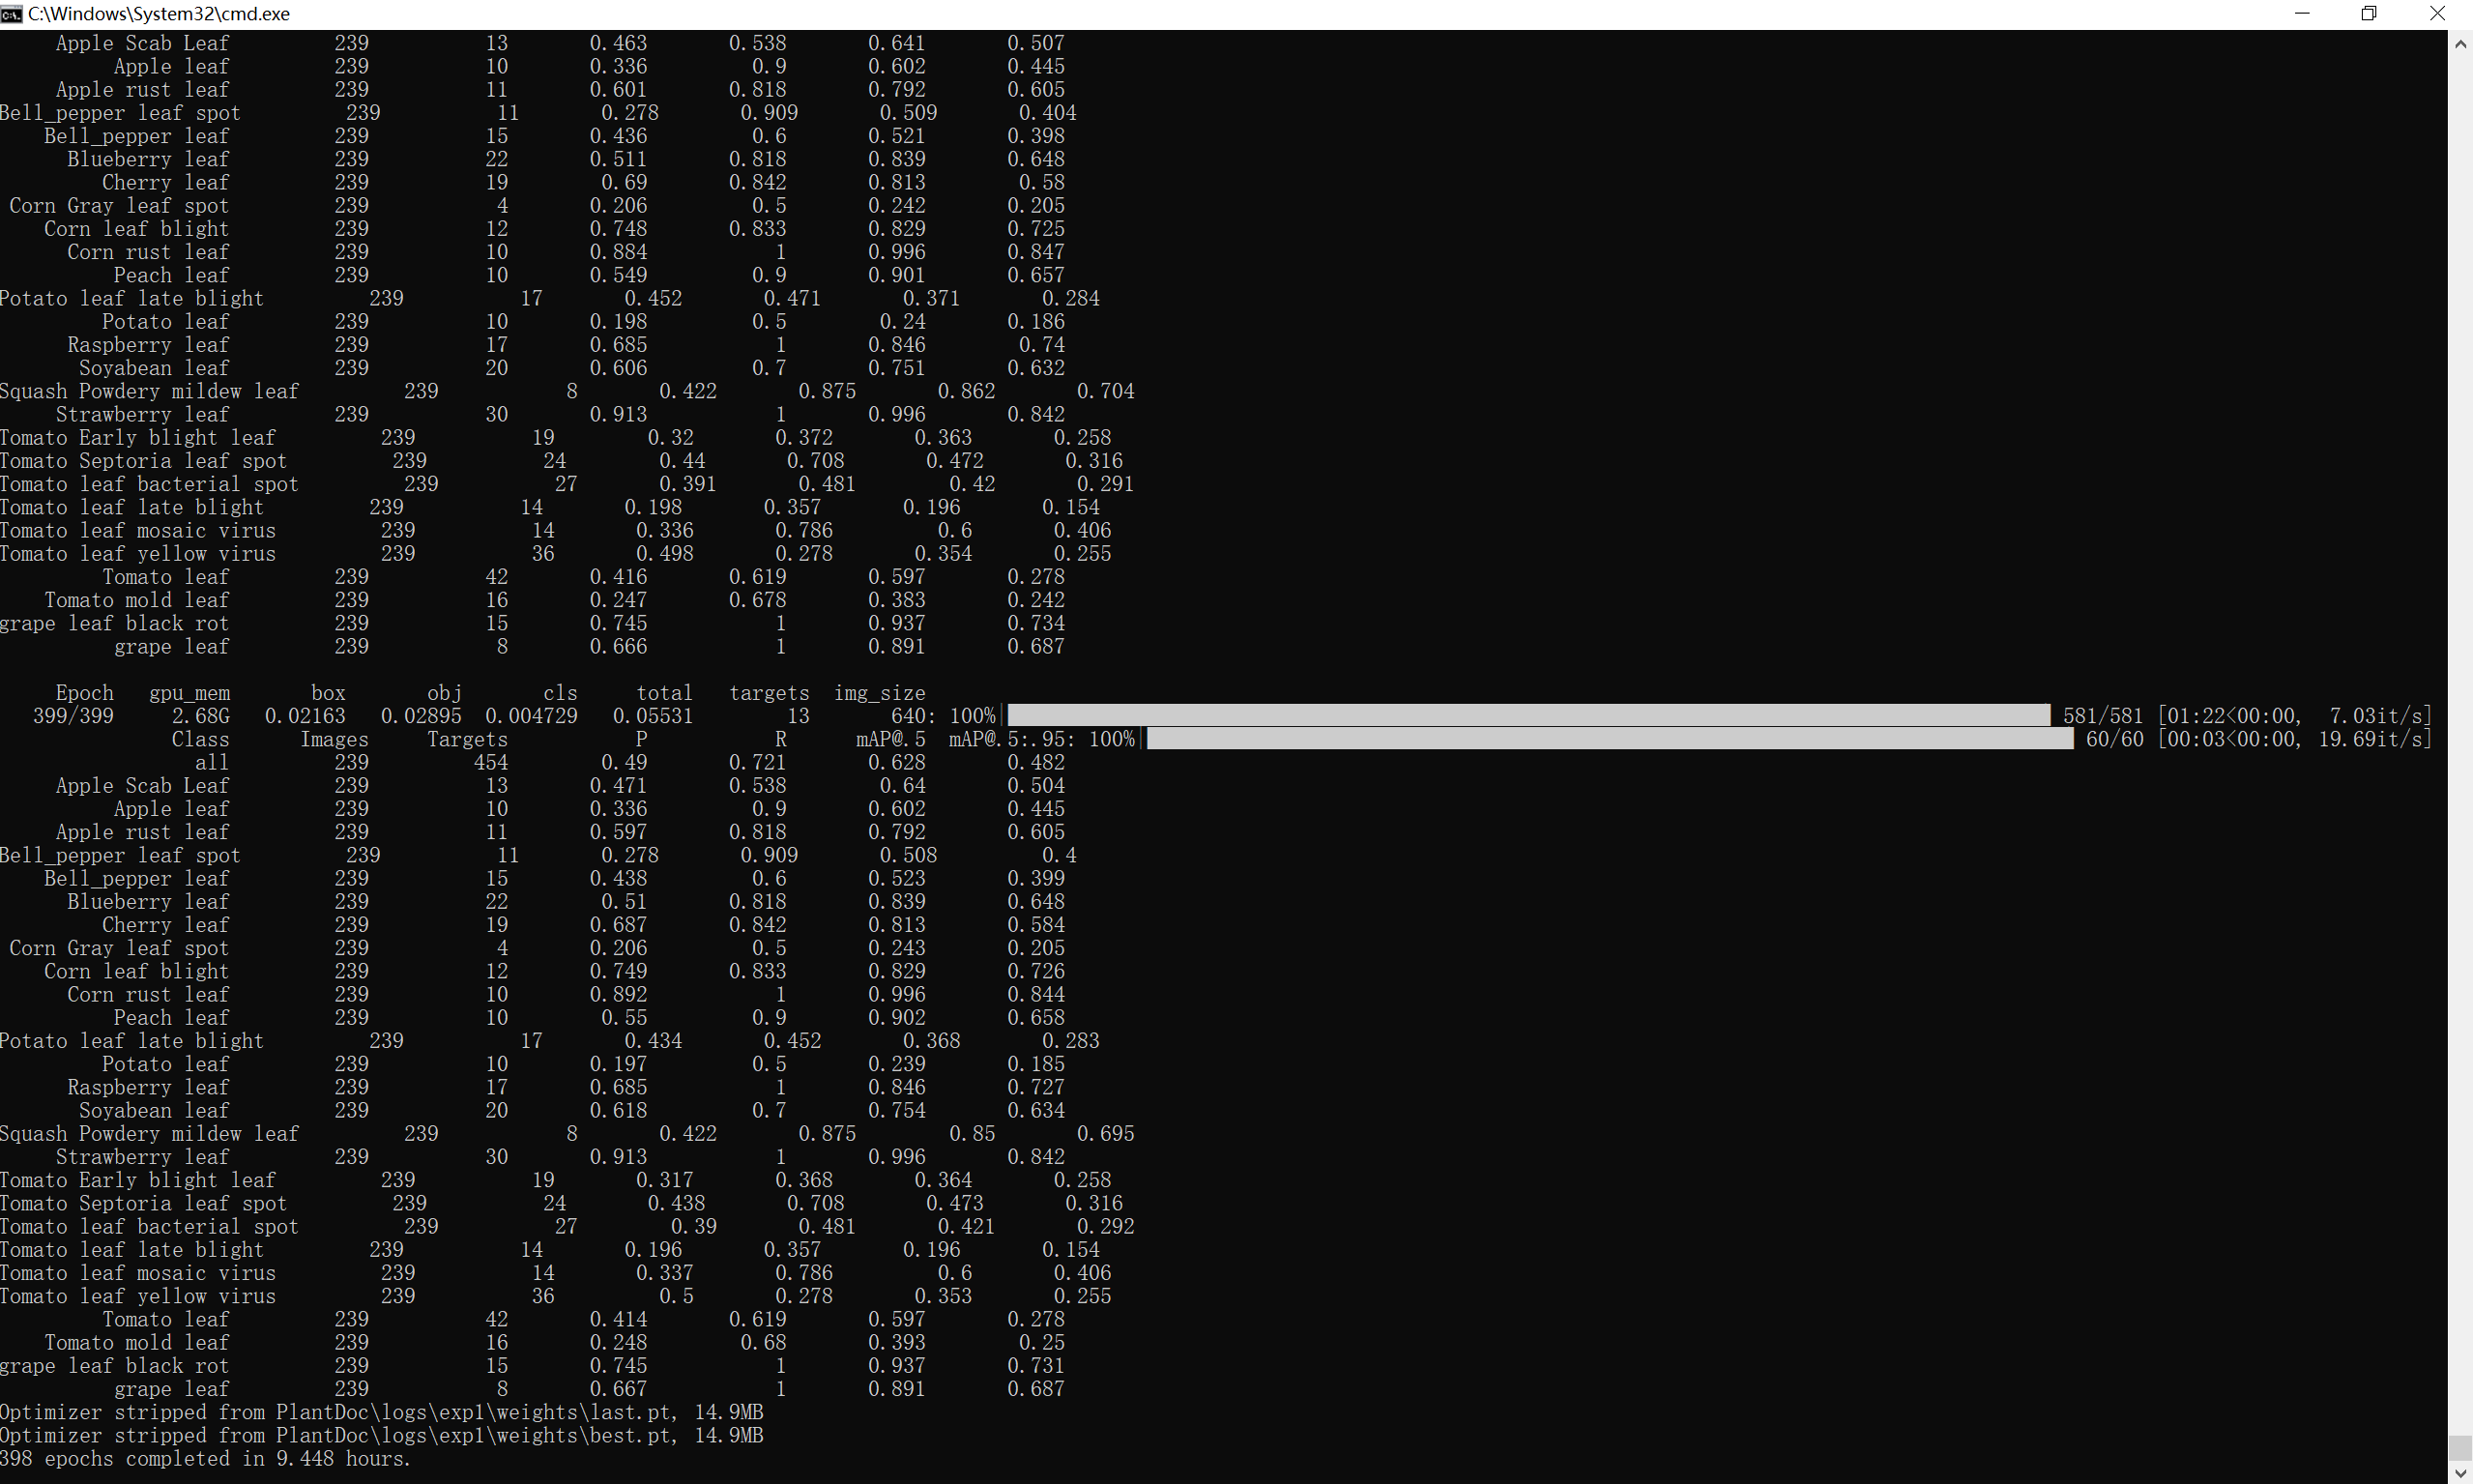 C:\Windows\System32\cmd.exe
Apple Scab Leaf 239 13 0.463 0.538 0.641 0.507
Apple leaf 239 10 0.336 0.9 0.602 0.445
Apple rust leaf 239 11 0.601 0.818 0.792 0.605
Bell_pepper leaf spot 239 11 0.278 0.909 0.509 0.404
Bell_pepper leaf 239 15 0.436 0.6 0.521 0.398
Blueberry leaf 239 22 0.511 0.818 0.839 0.648
Cherry leaf 239 19 0.69 0.842 0.813 0.58
Corn Gray leaf spot 239 4 0.206 0.5 0.242 0.205
Corn leaf blight 239 12 0.748 0.833 0.829 0.725
Corn rust leaf 239 10 0.884 1 0.996 0.847
Peach leaf 239 10 0.549 0.9 0.901 0.657
Potato leaf late blight 239 17 0.452 0.471 0.371 0.284
Potato leaf 239 10 0.198 0.5 0.24 0.186
Raspberry leaf 239 17 0.685 1 0.846 0.74
Soyabean leaf 239 20 0.606 0.7 0.751 0.632
Squash Powdery mildew leaf 239 8 0.422 0.875 0.862 0.704
Strawberry leaf 239 30 0.913 1 0.996 0.842
Tomato Early blight leaf 239 19 0.32 0.372 0.363 0.258
Tomato Septoria leaf spot 239 24 0.44 0.708 0.472 0.316
Tomato leaf bacterial spot 239 27 0.391 0.481 0.42 0.291
Tomato leaf late blight 239 14 0.198 0.357 0.196 0.154
Tomato leaf mosaic virus 239 14 0.336 0.786 0.6 0.406
Tomato leaf yellow virus 239 36 0.498 0.278 0.354 0.255
Tomato leaf 239 42 0.416 0.619 0.597 0.278
Tomato mold leaf 239 16 0.247 0.678 0.383 0.242
grape leaf black rot 239 15 0.745 1 0.937 0.734
grape leaf 239 8 0.666 1 0.891 0.687
Epoch gpu_mem box obj cls total targets img_size
399/399 2.68G 0.02163 0.02895 0.004729 0.05531 13 640: 100% 581/581 [01:22<00:00, 7.03it/s]
Class Images Targets P R mAP@.5 mAP@.5:.95: 100% 60/60 [00:03<00:00, 19.69it/s]
all 239 454 0.49 0.721 0.628 0.482
Apple Scab Leaf 239 13 0.471 0.538 0.64 0.504
Apple leaf 239 10 0.336 0.9 0.602 0.445
Apple rust leaf 239 11 0.597 0.818 0.792 0.605
Bell_pepper leaf spot 239 11 0.278 0.909 0.508 0.4
Bell_pepper leaf 239 15 0.438 0.6 0.523 0.399
Blueberry leaf 239 22 0.51 0.818 0.839 0.648
Cherry leaf 239 19 0.687 0.842 0.813 0.584
Corn Gray leaf spot 239 4 0.206 0.5 0.243 0.205
Corn leaf blight 239 12 0.749 0.833 0.829 0.726
Corn rust leaf 239 10 0.892 1 0.996 0.844
Peach leaf 239 10 0.55 0.9 0.902 0.658
Potato leaf late blight 239 17 0.434 0.452 0.368 0.283
Potato leaf 239 10 0.197 0.5 0.239 0.185
Raspberry leaf 239 17 0.685 1 0.846 0.727
Soyabean leaf 239 20 0.618 0.7 0.754 0.634
Squash Powdery mildew leaf 239 8 0.422 0.875 0.85 0.695
Strawberry leaf 239 30 0.913 1 0.996 0.842
Tomato Early blight leaf 239 19 0.317 0.368 0.364 0.258
Tomato Septoria leaf spot 239 24 0.438 0.708 0.473 0.316
Tomato leaf bacterial spot 239 27 0.39 0.481 0.421 0.292
Tomato leaf late blight 239 14 0.196 0.357 0.196 0.154
Tomato leaf mosaic virus 239 14 0.337 0.786 0.6 0.406
Tomato leaf yellow virus 239 36 0.5 0.278 0.353 0.255
Tomato leaf 239 42 0.414 0.619 0.597 0.278
Tomato mold leaf 239 16 0.248 0.68 0.393 0.25
grape leaf black rot 239 15 0.745 1 0.937 0.731
grape leaf 239 8 0.667 1 0.891 0.687
Optimizer stripped from PlantDoc\logs\exp1\weights\last.pt, 14.9MB
Optimizer stripped from PlantDoc\logs\exp1\weights\best.pt, 14.9MB
398 epochs completed in 9.448 hours.